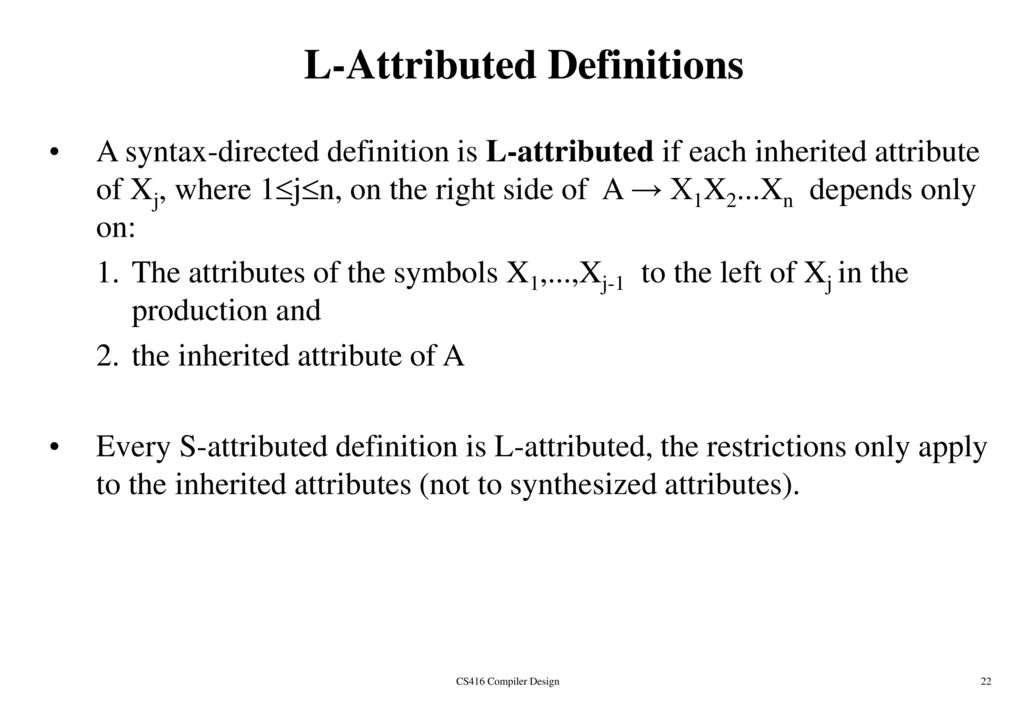 L-Attributed Definitions
• A syntax-directed definition is L-attributed if each inherited attribute
of Xj, where 1≤j≤n, on the right side of A → X1X2...Xn depends only
on:
1. The attributes of the symbols X1,...,Xj-1 to the left of Xj in the
production and
2. the inherited attribute of A
• Every S-attributed definition is L-attributed, the restrictions only apply
to the inherited attributes (not to synthesized attributes).
CS416 Compiler Design
22